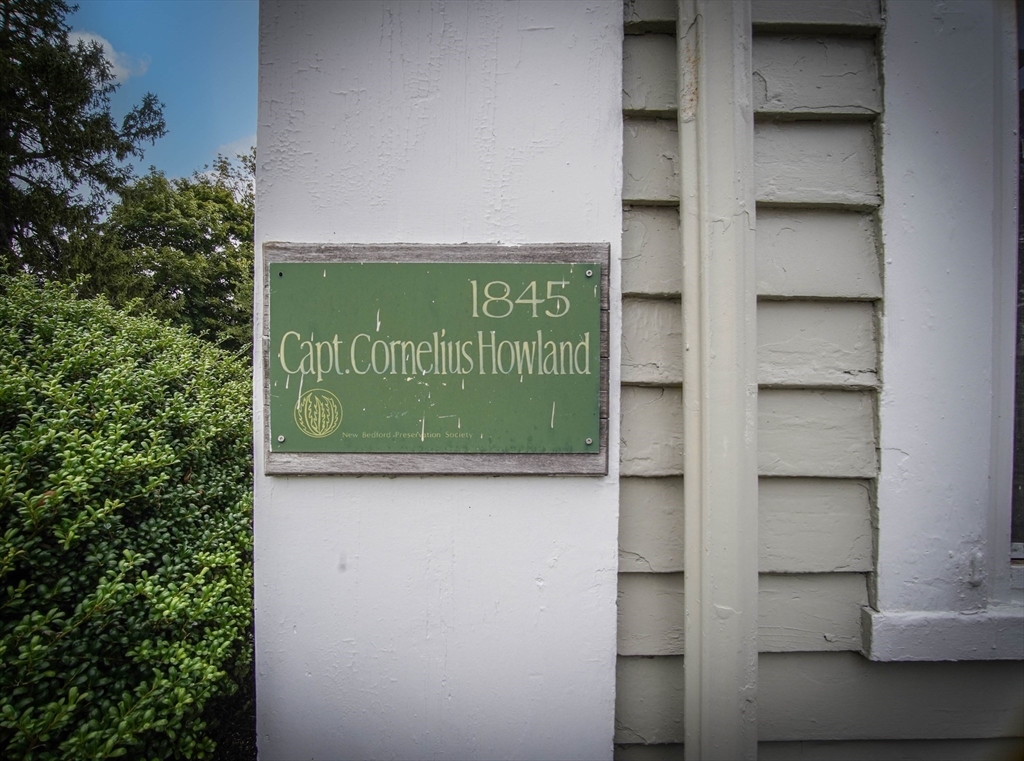 1845
Capt. Cornelius Howland
New Bedford Preservation Society